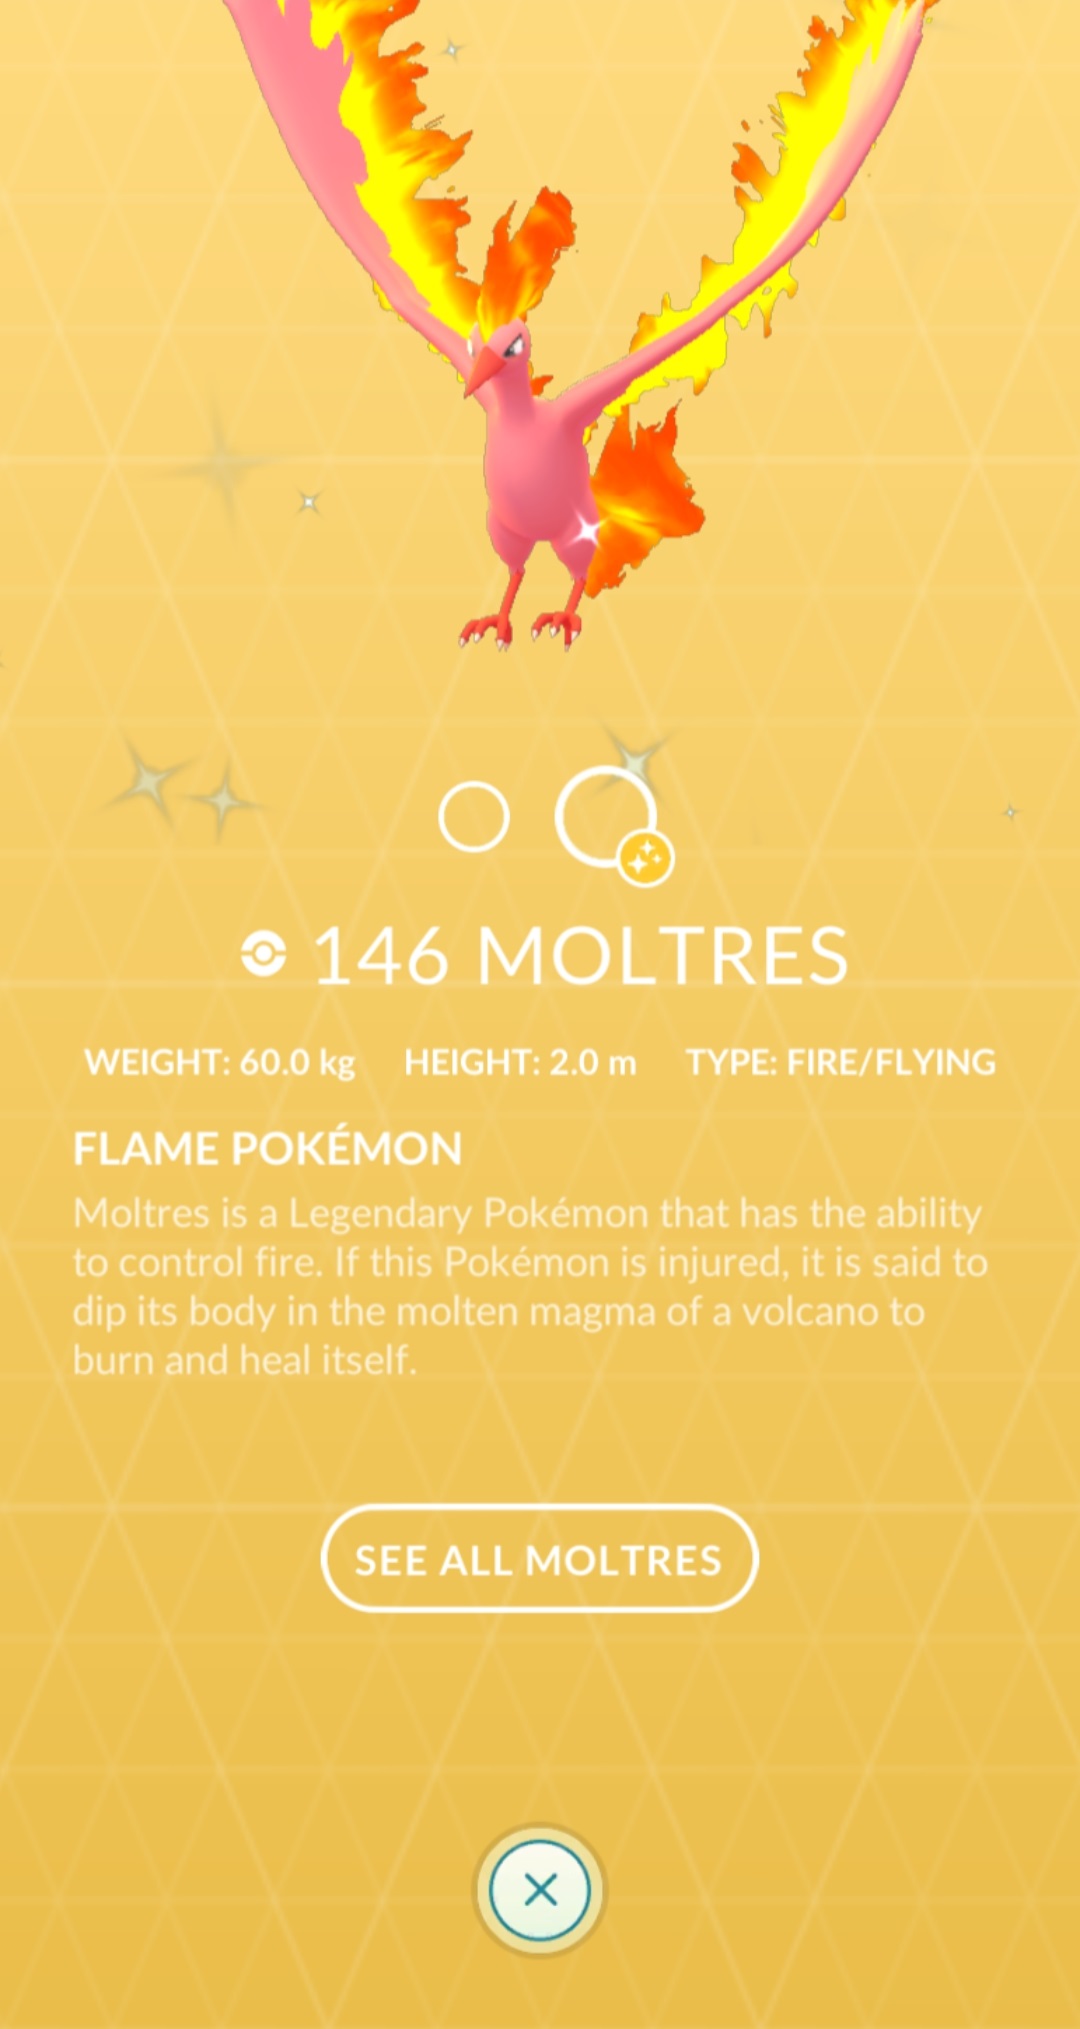 146 MOLTRES
WEIGHT: 60.0 kg HEIGHT: 2.0 m TYPE: FIRE/FLYING
FLAME POKÉMON
Moltres is a Legendary Pokémon that has the ability
to control fire. If this Pokémon is injured, it is said to
dip its body in the molten magma of a volcano to
burn and heal itself.
SEE ALL MOLTRES